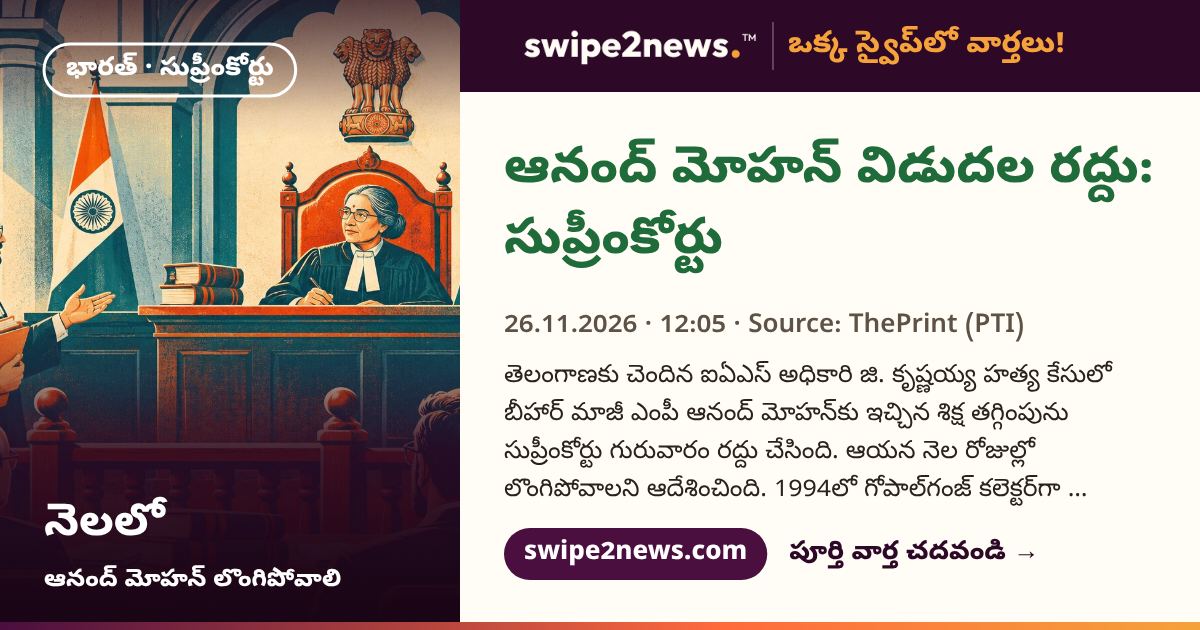 భారత్ · సుప్రీంకోర్టు
నెలలో
ఆనంద్ మోహన్ లొంగిపోవాలి
swipe2news.™ ఒక్క స్వైప్‌లో వార్తలు!
ఆనంద్ మోహన్ విడుదల రద్దు:
సుప్రీంకోర్టు
26.11.2026 · 12:05 · Source: ThePrint (PTI)
తెలంగాణకు చెందిన ఐఏఎస్ అధికారి జి. కృష్ణయ్య హత్య కేసులో
బీహార్ మాజీ ఎంపీ ఆనంద్ మోహన్‌కు ఇచ్చిన శిక్ష తగ్గింపును
సుప్రీంకోర్టు గురువారం రద్దు చేసింది. ఆయన నెల రోజుల్లో
లొంగిపోవాలని ఆదేశించింది. 1994లో గోపాల్‌గంజ్ కలెక్టర్‌గా ...
swipe2news.com పూర్తి వార్త చదవండి →